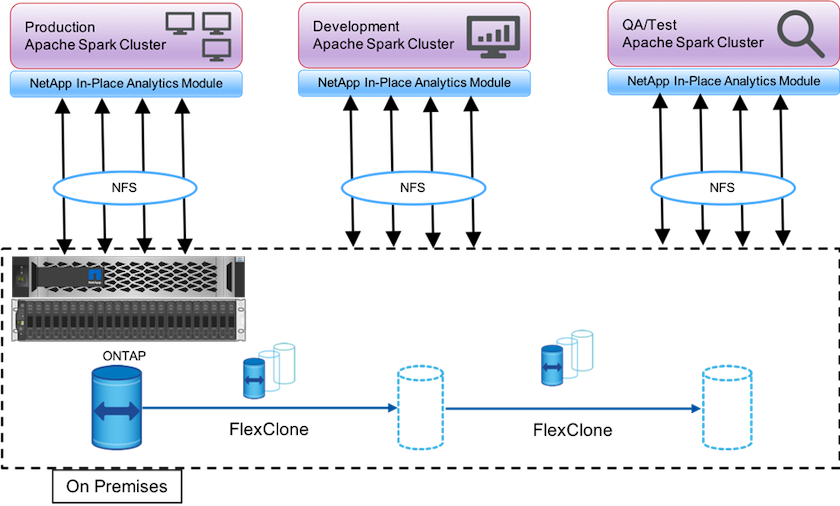 Production
Apache Spark Cluster
NetApp In-Place Analytics Module
Development
Apache Spark Cluster
NetApp In-Place Analytics Module
QA/Test
Apache Spark Cluster
NetApp In-Place Analytics Module
NFS
NFS
NFS
NetApp
ONTAP
FlexClone
FlexClone
On Premises